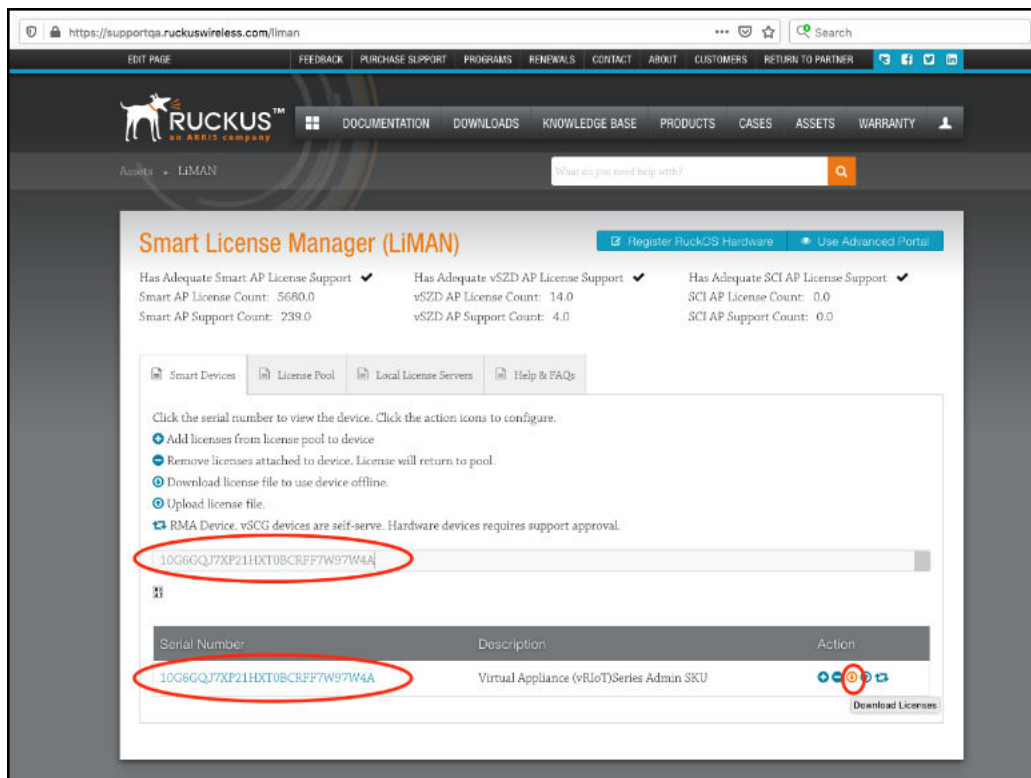 https://supportqa.ruckuswireless.com/liman
Search
EDIT PAGE FEEDBACK PURCHASE SUPPORT PROGRAMS RENEWALS CONTACT ABOUT CUSTOMERS RETURN TO PARTNER
RUCKUS™
an ARRIS company
DOCUMENTATION DOWNLOADS KNOWLEDGE BASE PRODUCTS CASES ASSETS WARRANTY
Assets LiMAN
What do you need help with?
Smart License Manager (LiMAN)
Register RuckOS Hardware Use Advanced Portal
Has Adequate Smart AP License Support Has Adequate vSZD AP License Support Has Adequate SCI AP License Support
Smart AP License Count: 5680.0 vSZD AP License Count: 14.0 SCI AP License Count: 0.0
Smart AP Support Count: 239.0 vSZD AP Support Count: 4.0 SCI AP Support Count: 0.0
Smart Devices License Pool Local License Servers Help & FAQs
Click the serial number to view the device. Click the action icons to configure.
Add licenses from license pool to device
Remove licenses attached to device. License will return to pool.
Download license file to use device offline.
Upload license file.
RMA Device. vSCG devices are self-serve. Hardware devices requires support approval.
10G6GQJ7XP21HXT0BCRFF7W97W4A
Serial Number Description Action
10G6GQJ7XP21HXT0BCRFF7W97W4A Virtual Appliance (vRIoT)Series Admin SKU
Download Licenses